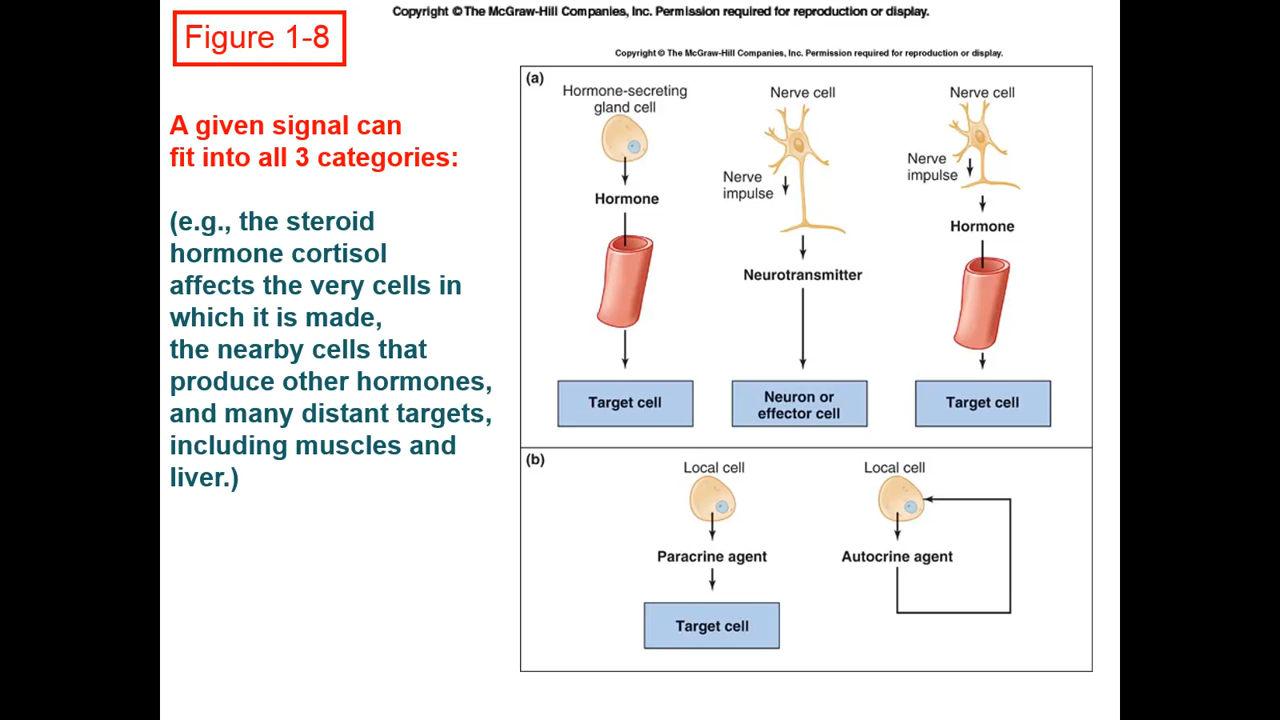 Copyright © The McGraw-Hill Companies, Inc. Permission required for reproduction or display.
Figure 1-8
A given signal can
fit into all 3 categories:
(e.g., the steroid
hormone cortisol
affects the very cells in
which it is made,
the nearby cells that
produce other hormones,
and many distant targets,
including muscles and
liver.)
Copyright © The McGraw-Hill Companies, Inc. Permission required for reproduction or display.
(a)
Hormone-secreting
gland cell
Hormone
Target cell
Nerve cell
Nerve
impulse
Neurotransmitter
Neuron or
effector cell
Nerve cell
Nerve
impulse
Hormone
Target cell
(b)
Local cell
Paracrine agent
Target cell
Local cell
Autocrine agent